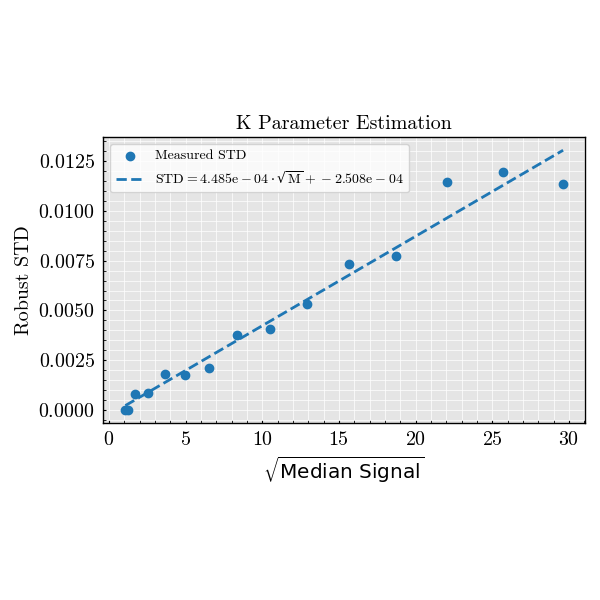 K Parameter Estimation
Measured STD
STD = 4.485e − 04 · √M + −2.508e − 04
Robust STD
0.0125
0.0100
0.0075
0.0050
0.0025
0.0000
0 5 10 15 20 25 30
√Median Signal